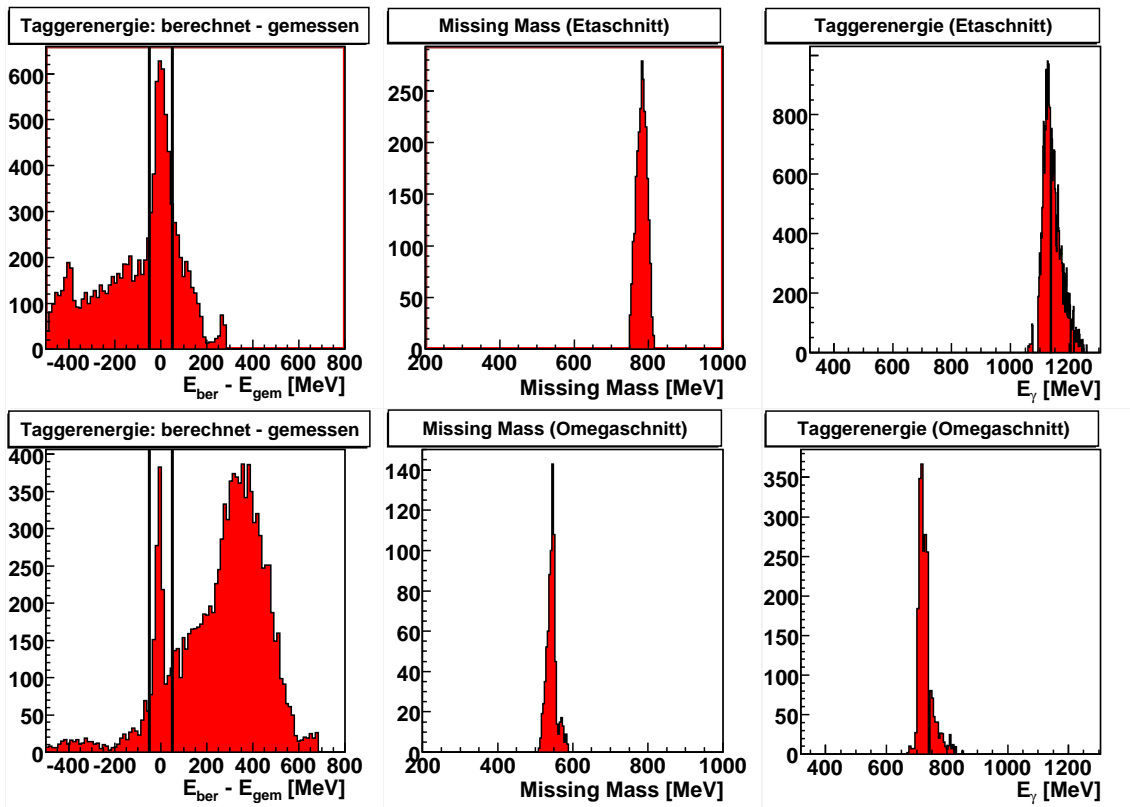 Taggerenergie: berechnet - gemessen
600
500
400
300
200
100
0
-400 -200 0 200 400 600 800
E_ber - E_gem [MeV]
Missing Mass (Etaschnitt)
250
200
150
100
50
0
200 400 600 800 1000
Missing Mass [MeV]
Taggerenergie (Etaschnitt)
800
600
400
200
0
400 600 800 1000 1200
E_γ [MeV]
Taggerenergie: berechnet - gemessen
400
350
300
250
200
150
100
50
0
-400 -200 0 200 400 600 800
E_ber - E_gem [MeV]
Missing Mass (Omegaschnitt)
140
120
100
80
60
40
20
0
200 400 600 800 1000
Missing Mass [MeV]
Taggerenergie (Omegaschnitt)
350
300
250
200
150
100
50
0
400 600 800 1000 1200
E_γ [MeV]